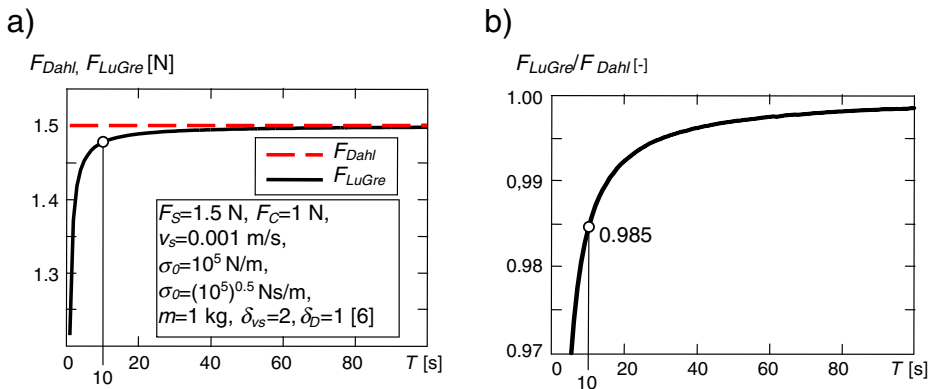 a)
F_Dahl, F_LuGre [N]
1.5
1.4
1.3
F_Dahl
F_LuGre
F_S=1.5 N, F_C=1 N,
v_s=0.001 m/s,
σ_0=10^5 N/m,
σ_0=(10^5)^0.5 Ns/m,
m=1 kg, δ_vs=2, δ_D=1 [6]
0 20 40 60 80 T [s]
10
b)
F_LuGre/F_Dahl [-]
1.00
0.99
0.98
0.97
0.985
0 20 40 60 80 T [s]
10